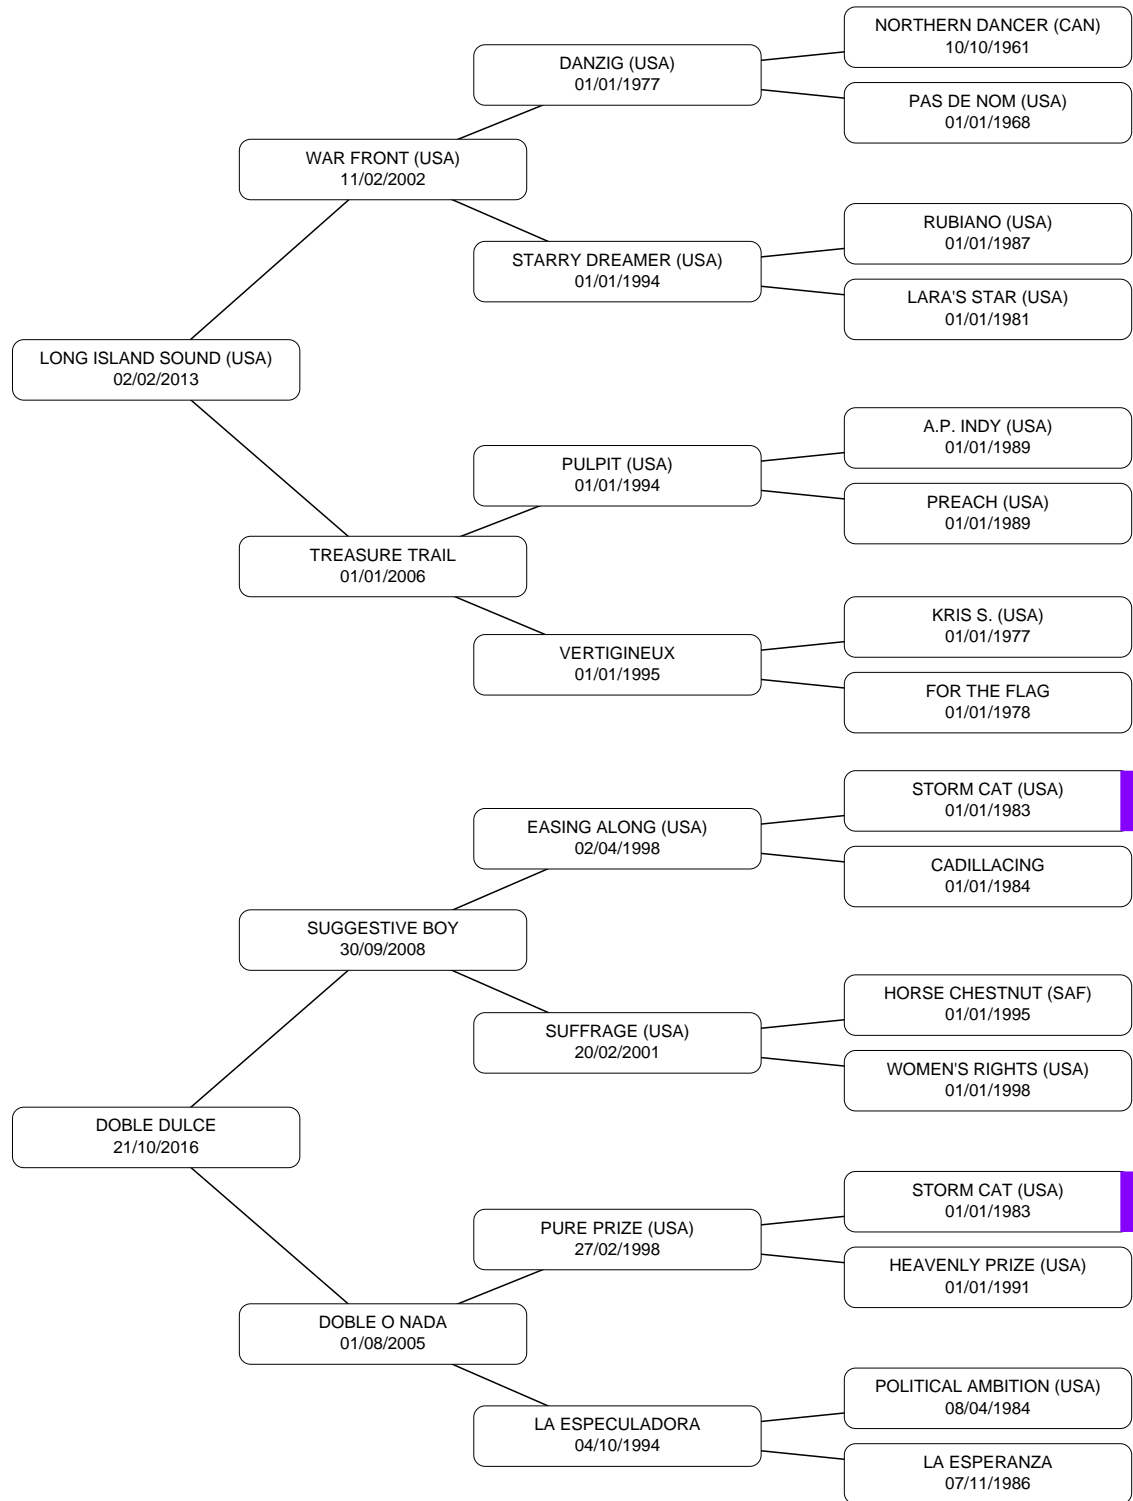 NORTHERN DANCER (CAN)
10/10/1961
DANZIG (USA)
01/01/1977
PAS DE NOM (USA)
01/01/1968
WAR FRONT (USA)
11/02/2002
RUBIANO (USA)
01/01/1987
STARRY DREAMER (USA)
01/01/1994
LARA'S STAR (USA)
01/01/1981
LONG ISLAND SOUND (USA)
02/02/2013
A.P. INDY (USA)
01/01/1989
PULPIT (USA)
01/01/1994
PREACH (USA)
01/01/1989
TREASURE TRAIL
01/01/2006
KRIS S. (USA)
01/01/1977
VERTIGINEUX
01/01/1995
FOR THE FLAG
01/01/1978
STORM CAT (USA)
01/01/1983
EASING ALONG (USA)
02/04/1998
CADILLACING
01/01/1984
SUGGESTIVE BOY
30/09/2008
HORSE CHESTNUT (SAF)
01/01/1995
SUFFRAGE (USA)
20/02/2001
WOMEN'S RIGHTS (USA)
01/01/1998
DOBLE DULCE
21/10/2016
STORM CAT (USA)
01/01/1983
PURE PRIZE (USA)
27/02/1998
HEAVENLY PRIZE (USA)
01/01/1991
DOBLE O NADA
01/08/2005
POLITICAL AMBITION (USA)
08/04/1984
LA ESPECULADORA
04/10/1994
LA ESPERANZA
07/11/1986